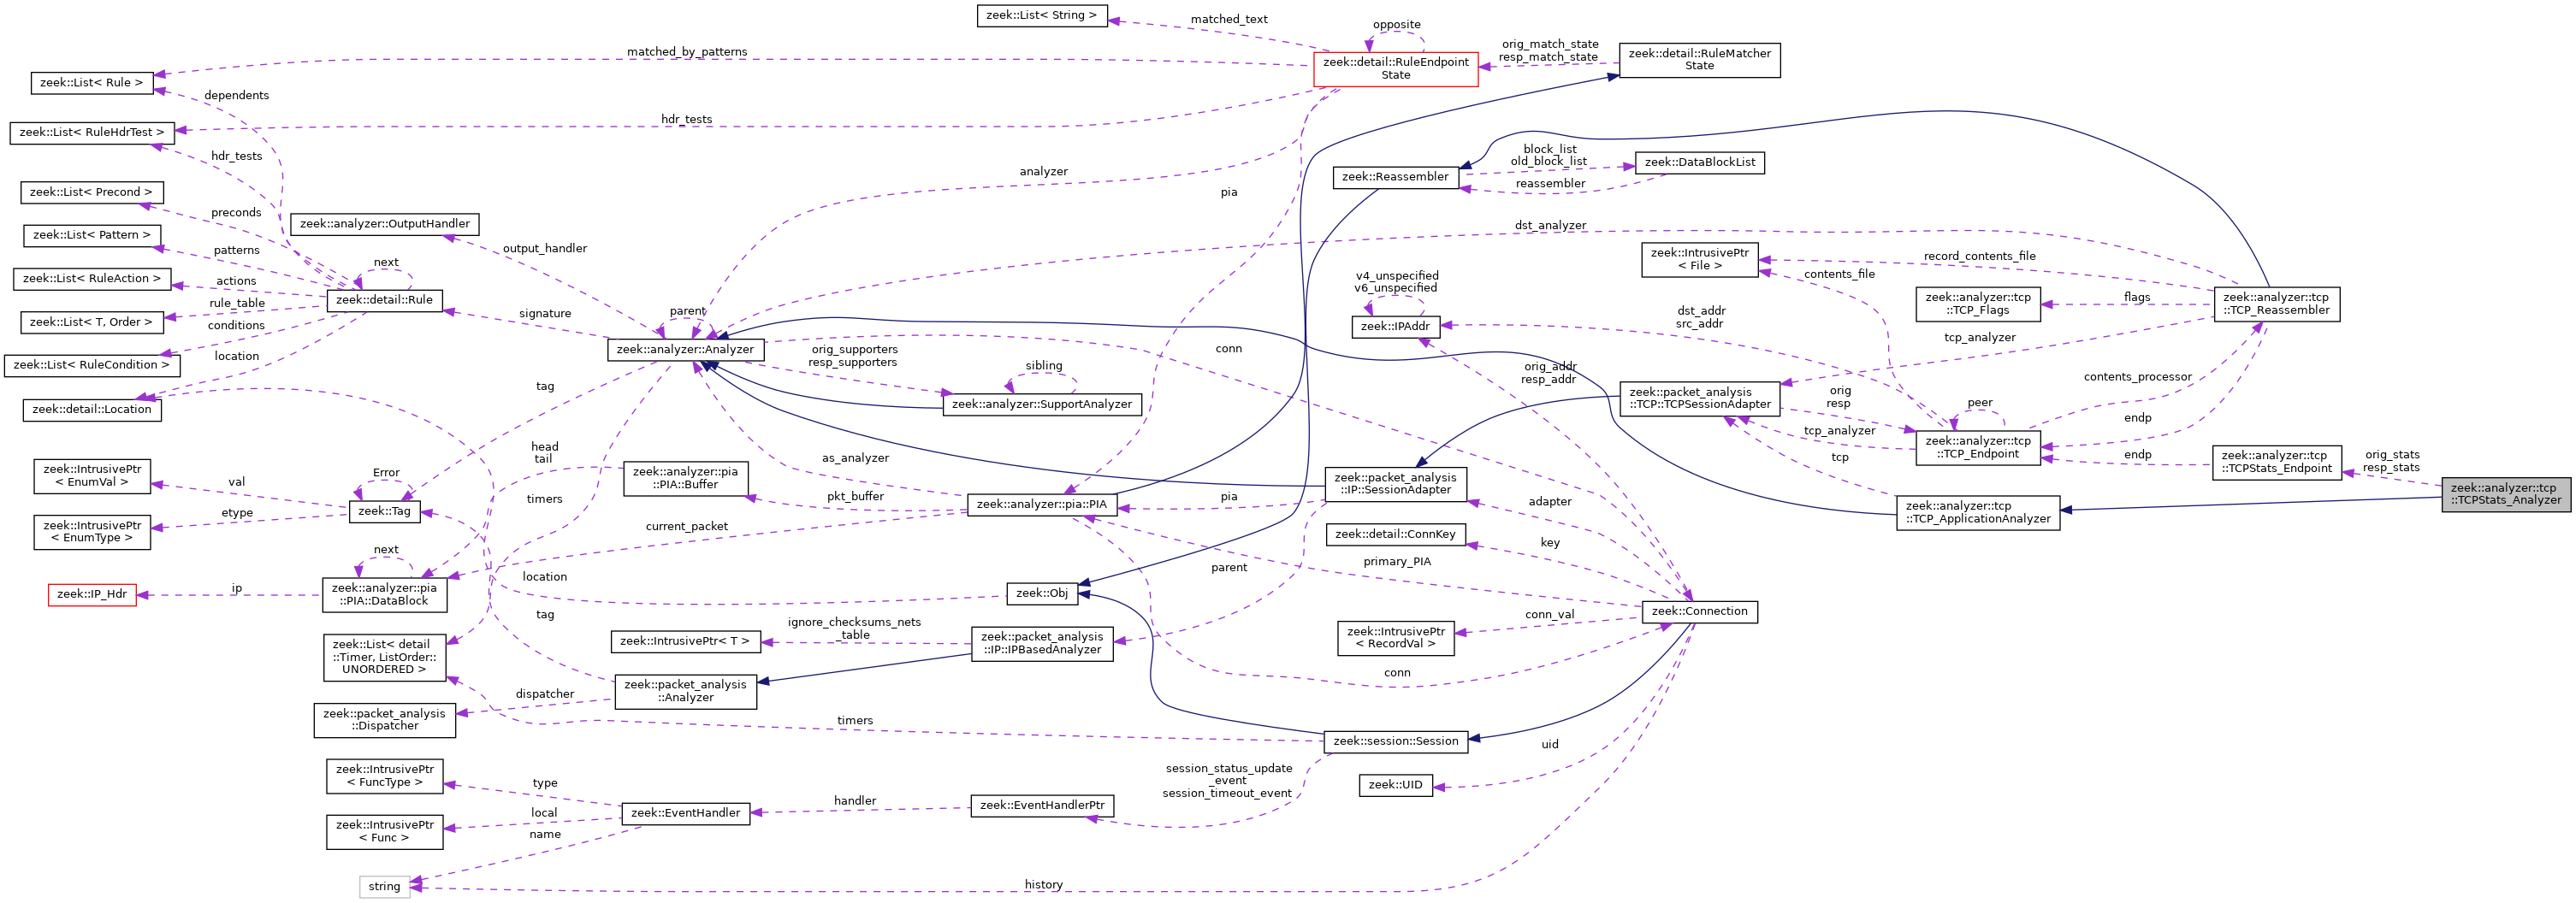 zeek::List< String >
matched_text
opposite
zeek::detail::RuleEndpoint
State
orig_match_state
resp_match_state
zeek::detail::RuleMatcher
State
matched_by_patterns
zeek::List< Rule >
dependents
zeek::List< RuleHdrTest >
hdr_tests
hdr_tests
zeek::List< Precond >
preconds
zeek::List< Pattern >
patterns
zeek::List< RuleAction >
actions
zeek::List< T, Order >
rule_table
conditions
zeek::List< RuleCondition >
location
zeek::detail::Location
next
zeek::detail::Rule
zeek::analyzer::OutputHandler
output_handler
signature
analyzer
pia
parent
zeek::analyzer::Analyzer
orig_supporters
resp_supporters
sibling
zeek::analyzer::SupportAnalyzer
zeek::Reassembler
block_list
old_block_list
reassembler
zeek::DataBlockList
dst_analyzer
zeek::IntrusivePtr
< File >
record_contents_file
contents_file
v4_unspecified
v6_unspecified
zeek::IPAddr
dst_addr
src_addr
zeek::analyzer::tcp
::TCP_Flags
flags
zeek::analyzer::tcp
::TCP_Reassembler
tcp_analyzer
conn
orig_addr
resp_addr
zeek::packet_analysis
::TCP::TCPSessionAdapter
orig
resp
contents_processor
peer
endp
tcp_analyzer
tcp
zeek::analyzer::tcp
::TCP_Endpoint
endp
zeek::analyzer::tcp
::TCPStats_Endpoint
orig_stats
resp_stats
zeek::analyzer::tcp
::TCPStats_Analyzer
zeek::analyzer::tcp
::TCP_ApplicationAnalyzer
tag
head
tail
timers
zeek::IntrusivePtr
< EnumVal >
val
zeek::IntrusivePtr
< EnumType >
etype
Error
zeek::Tag
zeek::analyzer::pia
::PIA::Buffer
as_analyzer
pkt_buffer
current_packet
zeek::analyzer::pia::PIA
pia
zeek::packet_analysis
::IP::SessionAdapter
adapter
zeek::detail::ConnKey
key
primary_PIA
parent
next
zeek::analyzer::pia
::PIA::DataBlock
ip
zeek::IP_Hdr
location
zeek::Obj
zeek::Connection
tag
zeek::List< detail
::Timer, ListOrder::
UNORDERED >
zeek::IntrusivePtr< T >
ignore_checksums_nets
_table
zeek::packet_analysis
::IP::IPBasedAnalyzer
zeek::IntrusivePtr
< RecordVal >
conn_val
conn
zeek::packet_analysis
::Analyzer
dispatcher
zeek::packet_analysis
::Dispatcher
timers
zeek::session::Session
uid
zeek::UID
session_status_update
_event
session_timeout_event
zeek::IntrusivePtr
< FuncType >
type
zeek::IntrusivePtr
< Func >
local
name
zeek::EventHandler
handler
zeek::EventHandlerPtr
string
history